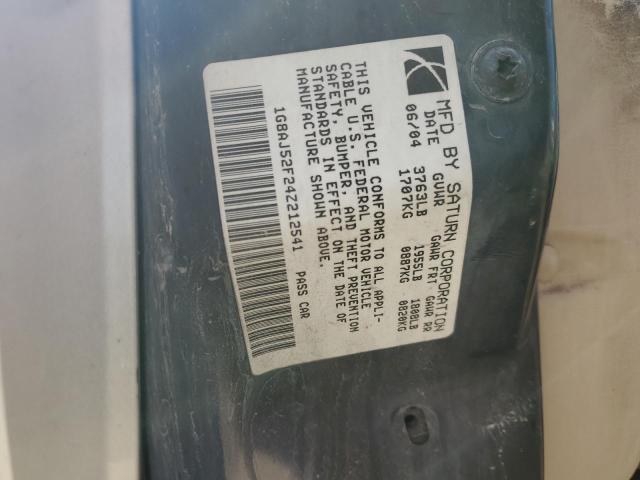 MFD BY SATURN CORPORATION
DATE GVWR GAWR FRT GAWR RR
06/04 3763LB 1955LB 1808LB
1707KG 0887KG 0820KG
THIS VEHICLE CONFORMS TO ALL APPLI-
CABLE U.S. FEDERAL MOTOR VEHICLE
SAFETY, BUMPER, AND THEFT PREVENTION
STANDARDS IN EFFECT ON THE DATE OF
MANUFACTURE SHOWN ABOVE.
1G8AJ52F24Z212541 PASS CAR